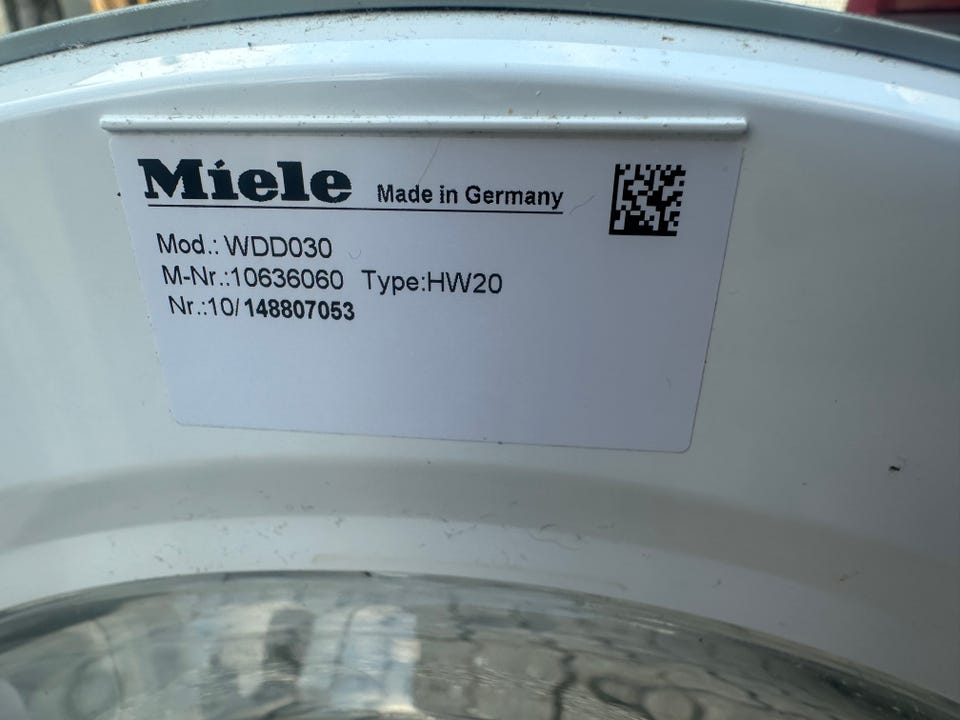 Miele Made in Germany
Mod.: WDD030
M-Nr.:10636060 Type:HW20
Nr.:10/148807053